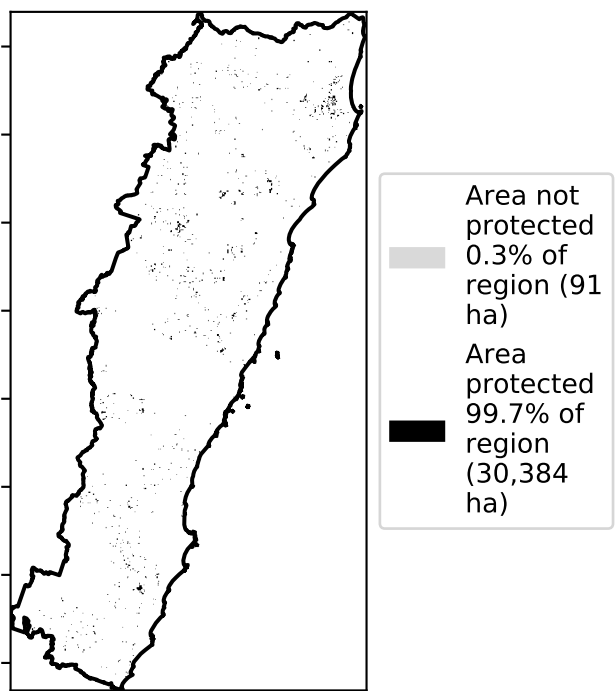 Area not
protected
0.3% of
region (91
ha)
Area
protected
99.7% of
region
(30,384
ha)